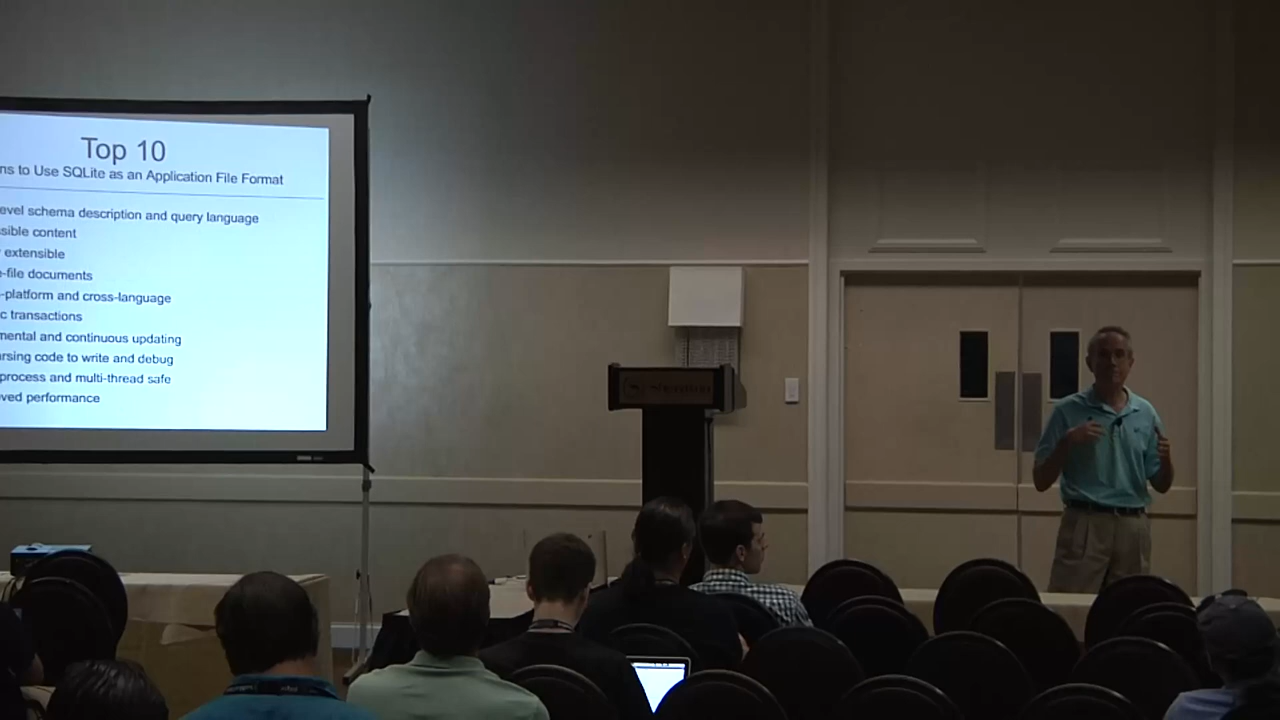 Top 10
ns to Use SQLite as an Application File Format
evel schema description and query language
sible content
extensible
-file documents
-platform and cross-language
c transactions
mental and continuous updating
arsing code to write and debug
process and multi-thread safe
ved performance
Sheraton